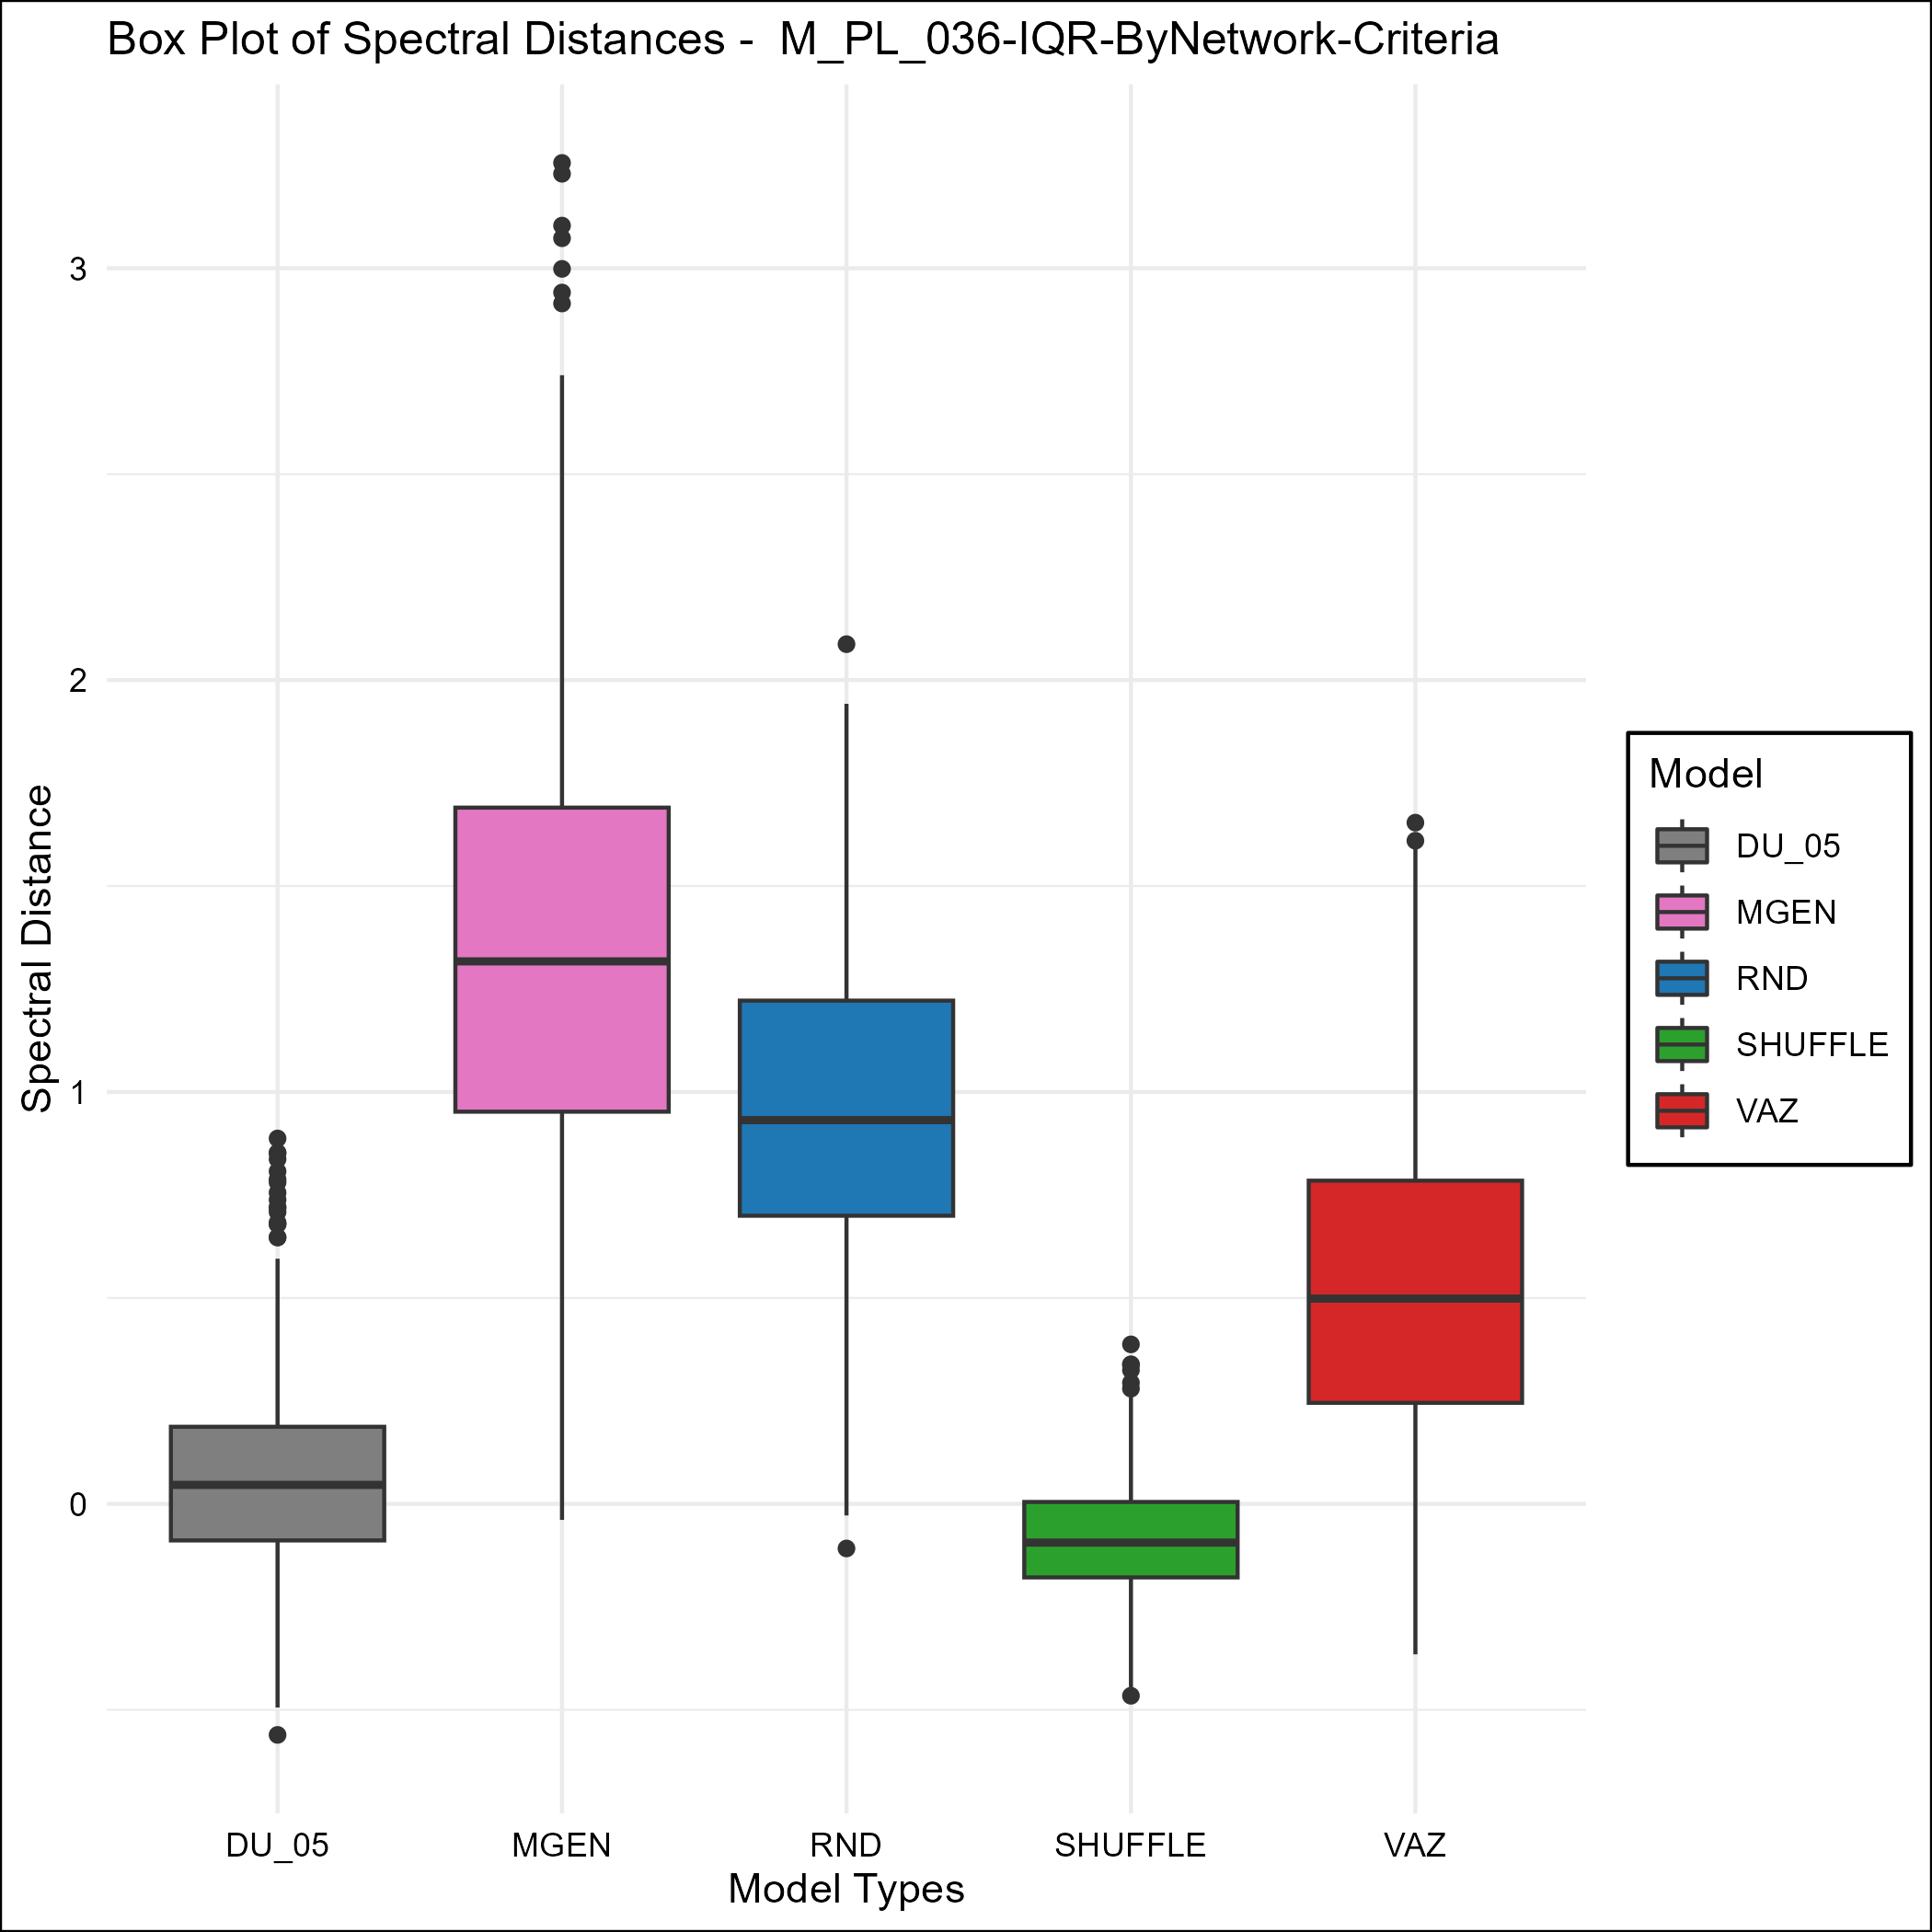 Box Plot of Spectral Distances -  M_PL_036-IQR-ByNetwork-Criteria
Spectral Distance
3
2
1
0
DU_05
MGEN
RND
SHUFFLE
VAZ
Model Types
Model
DU_05
MGEN
RND
SHUFFLE
VAZ